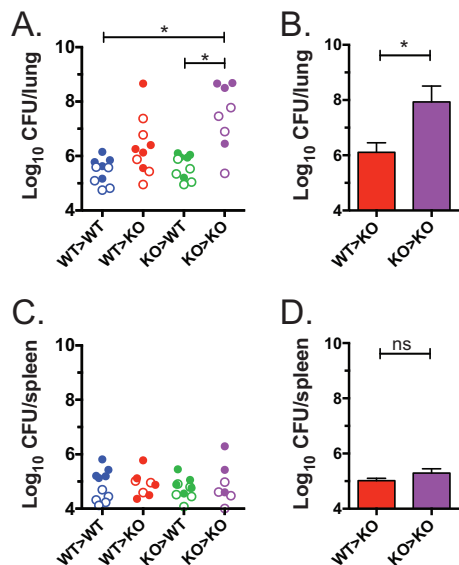 A.
*
*
Log10 CFU/lung
10
8
6
4
WT>WT
WT>KO
KO>WT
KO>KO
B.
*
Log10 CFU/lung
10
8
6
4
WT>KO
KO>KO
C.
Log10 CFU/spleen
10
8
6
4
WT>WT
WT>KO
KO>WT
KO>KO
D.
ns
Log10 CFU/spleen
10
8
6
4
WT>KO
KO>KO